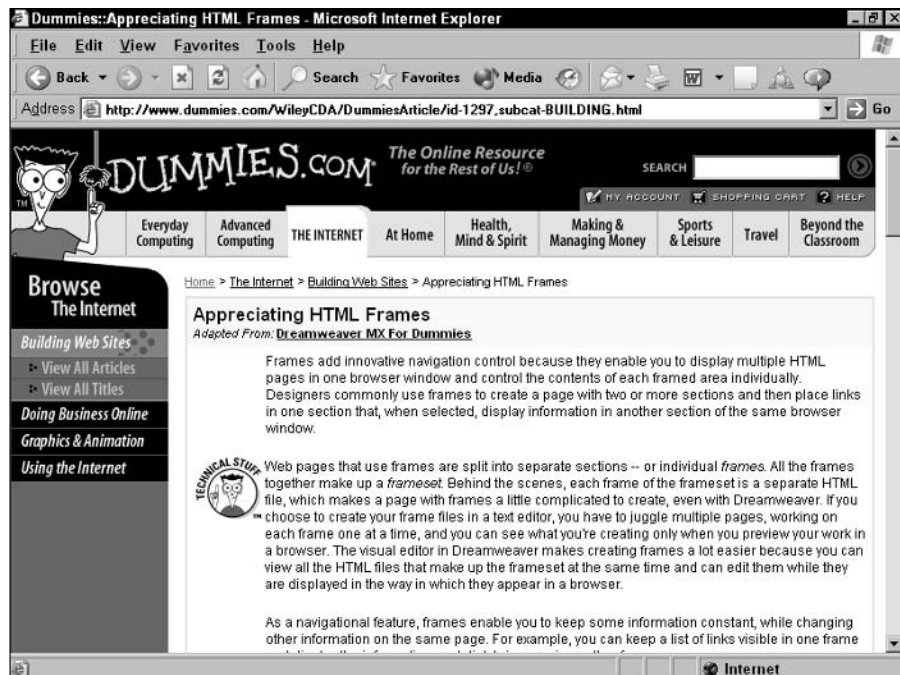 Dummies::Appreciating HTML Frames - Microsoft Internet Explorer
File Edit View Favorites Tools Help
Back Search Favorites Media
Address http://www.dummies.com/WileyCDA/DummiesArticle/id-1297,subcat-BUILDING.html Go
DUMMIES.COM
The Online Resource
for the Rest of Us!®
SEARCH
TM
MY ACCOUNT SHOPPING CART ? HELP
Everyday Computing
Advanced Computing
THE INTERNET
At Home
Health, Mind & Spirit
Making & Managing Money
Sports & Leisure
Travel
Beyond the Classroom
Browse
The Internet
Building Web Sites
View All Articles
View All Titles
Doing Business Online
Graphics & Animation
Using the Internet
Home > The Internet > Building Web Sites > Appreciating HTML Frames
Appreciating HTML Frames
Adapted From: Dreamweaver MX For Dummies
Frames add innovative navigation control because they enable you to display multiple HTML
pages in one browser window and control the contents of each framed area individually.
Designers commonly use frames to create a page with two or more sections and then place links
in one section that, when selected, display information in another section of the same browser
window.
TECHNICAL STUFF
TM
Web pages that use frames are split into separate sections -- or individual frames. All the frames
together make up a frameset. Behind the scenes, each frame of the frameset is a separate HTML
file, which makes a page with frames a little complicated to create, even with Dreamweaver. If you
choose to create your frame files in a text editor, you have to juggle multiple pages, working on
each frame one at a time, and you can see what you're creating only when you preview your work in
a browser. The visual editor in Dreamweaver makes creating frames a lot easier because you can
view all the HTML files that make up the frameset at the same time and can edit them while they
are displayed in the way in which they appear in a browser.
As a navigational feature, frames enable you to keep some information constant, while changing
other information on the same page. For example, you can keep a list of links visible in one frame
Internet